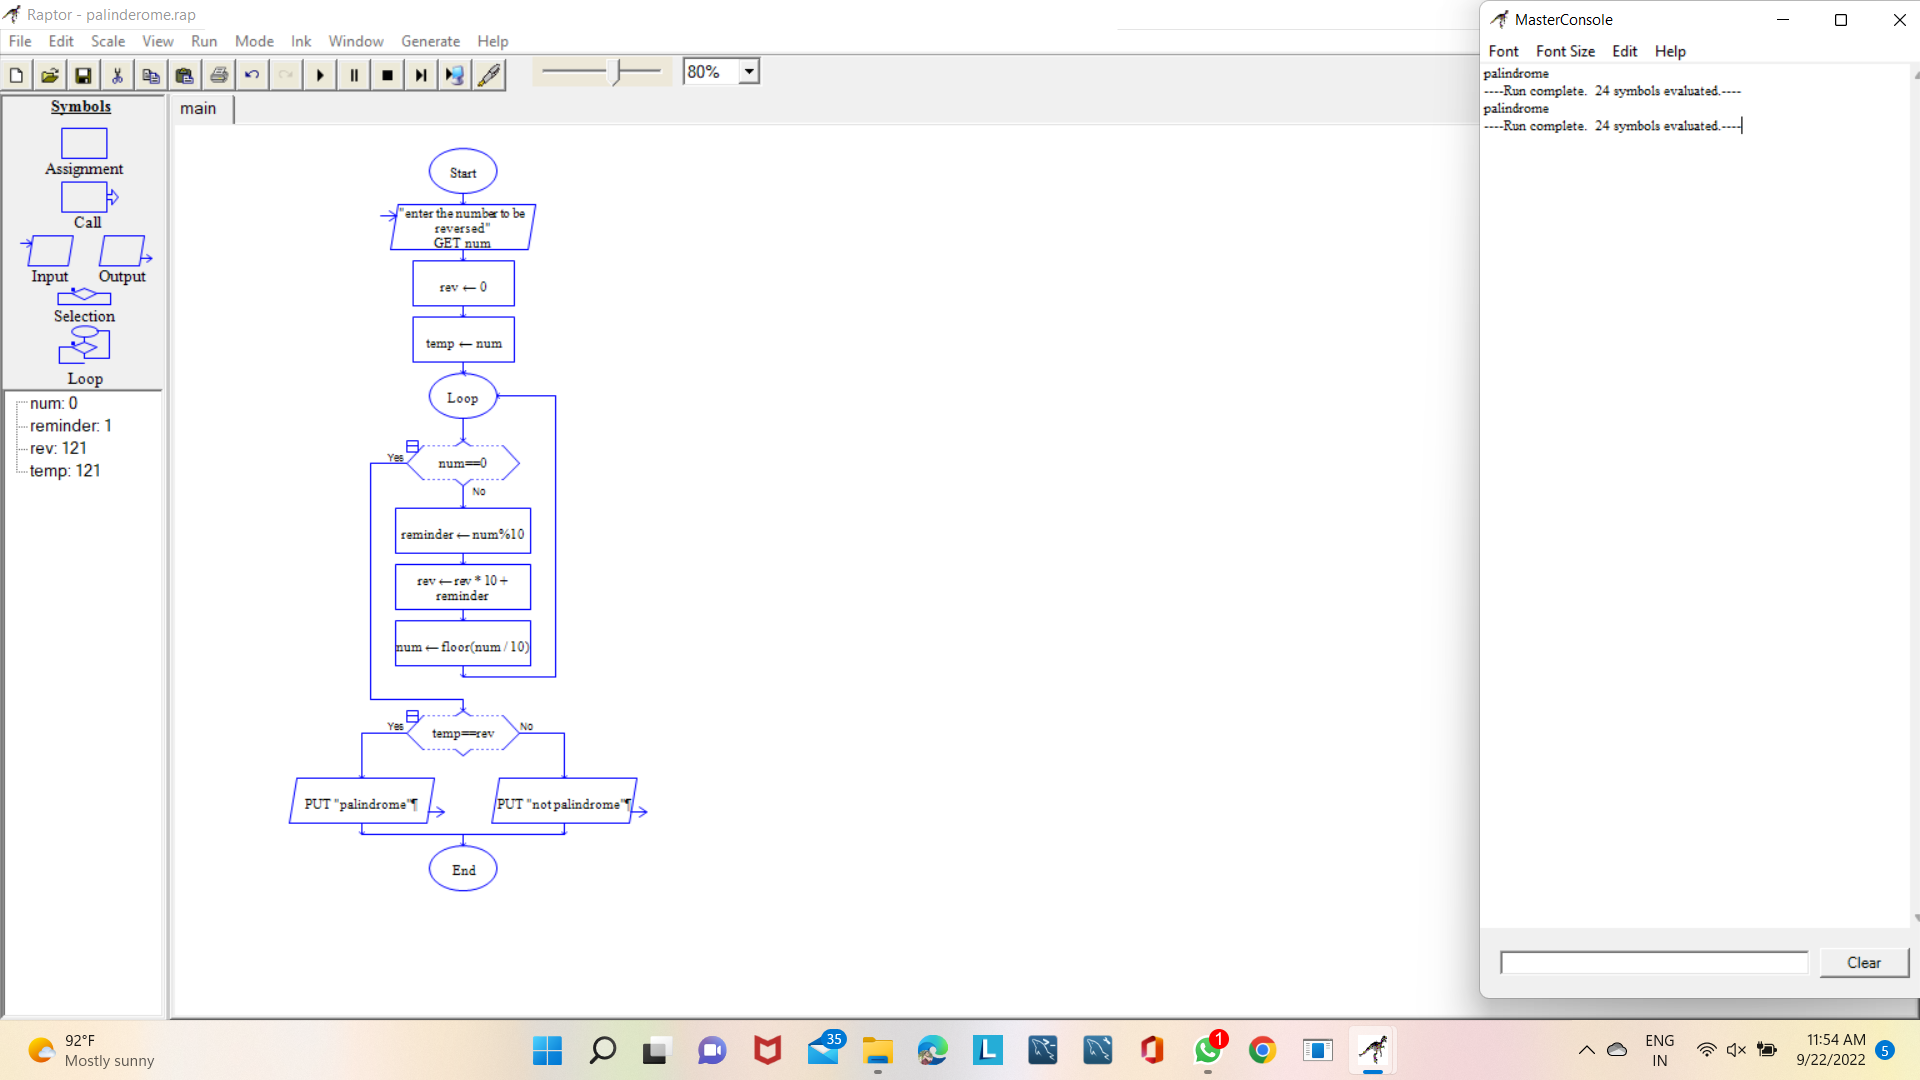 Raptor - palinderome.rap
File Edit Scale View Run Mode Ink Window Generate Help
80%
Symbols
Assignment
Call
Input Output
Selection
Loop
num: 0
reminder: 1
rev: 121
temp: 121
main
Start
"enter the number to be
reversed"
GET num
rev ← 0
temp ← num
Loop
Yes
num==0
No
reminder ← num%10
rev ← rev * 10 +
reminder
num ← floor(num / 10)
Yes
temp==rev
No
PUT "palindrome"¶
PUT "not palindrome"¶
End
MasterConsole
Font Font Size Edit Help
palindrome
----Run complete. 24 symbols evaluated.----
palindrome
----Run complete. 24 symbols evaluated.----
Clear
92°F
Mostly sunny
35
L
1
ENG
IN
11:54 AM
9/22/2022
5